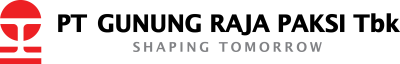 PT GUNUNG RAJA PAKSI Tbk
SHAPING TOMORROW